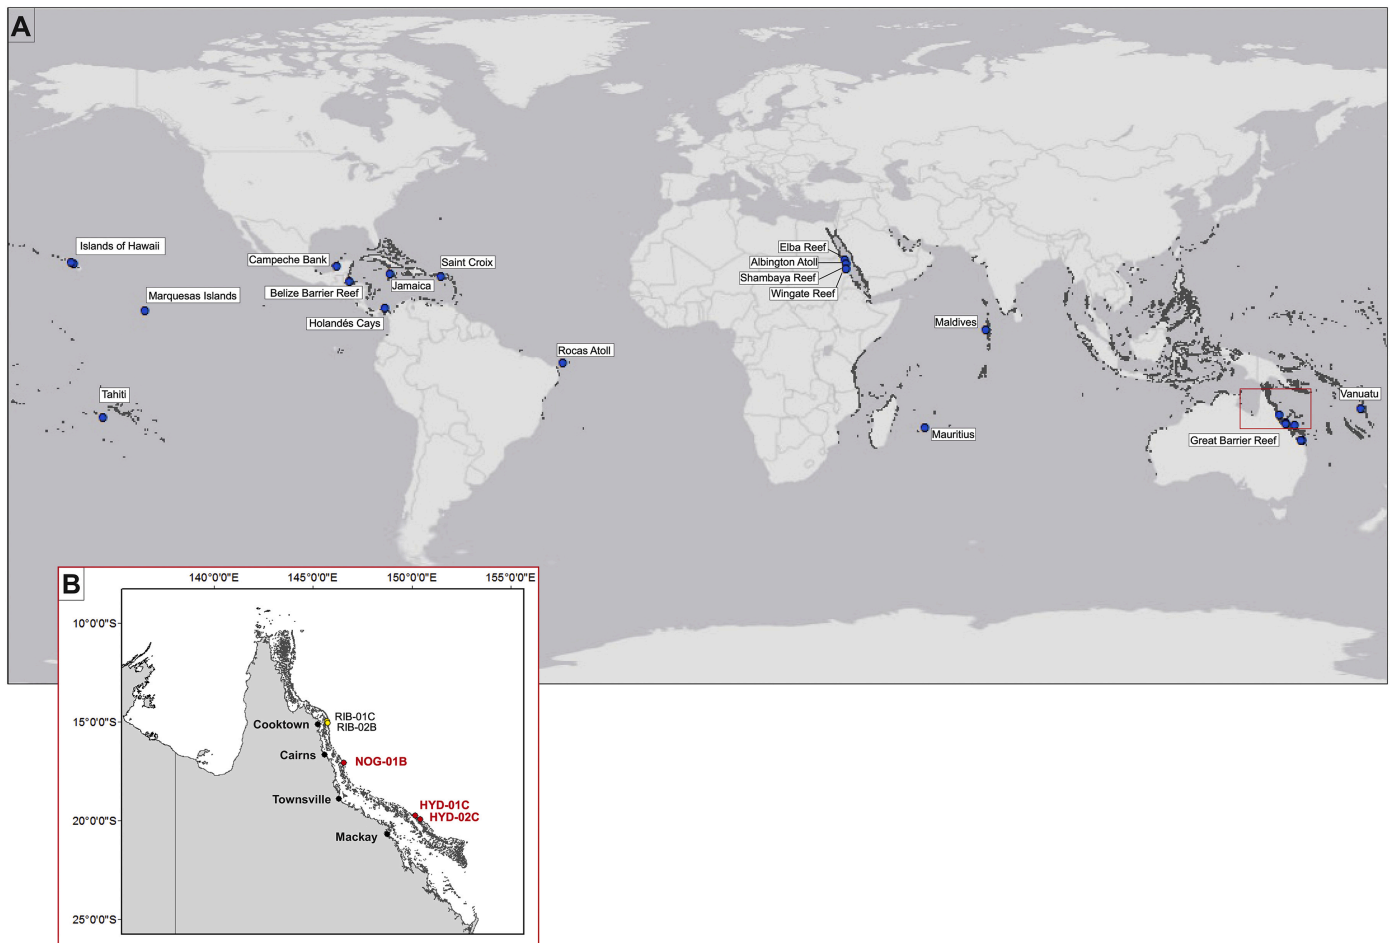 A
Islands of Hawaii
Marquesas Islands
Tahiti
Campeche Bank
Belize Barrier Reef
Holandés Cays
Jamaica
Saint Croix
Rocas Atoll
Elba Reef
Albington Atoll
Shambaya Reef
Wingate Reef
Maldives
Mauritius
Vanuatu
Great Barrier Reef
B
140°0'0"E
145°0'0"E
150°0'0"E
155°0'0"E
10°0'0"S
15°0'0"S
20°0'0"S
25°0'0"S
Cooktown
RIB-01C
RIB-02B
Cairns
NOG-01B
Townsville
HYD-01C
HYD-02C
Mackay